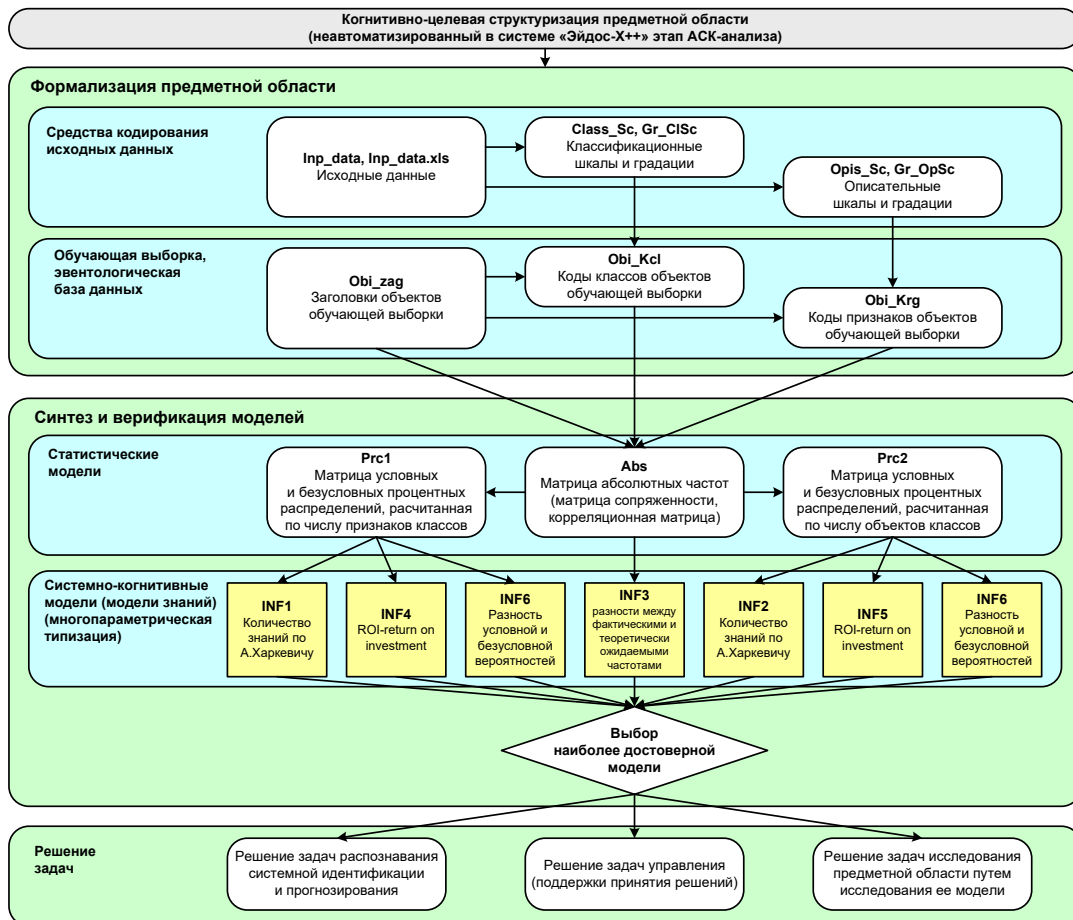 Когнитивно-целевая структуризация предметной области
(неавтоматизированный в системе «Эйдос-Х++» этап АСК-анализа)
Формализация предметной области
Средства кодирования
исходных данных
Inp_data, Inp_data.xls
Исходные данные
Class_Sc, Gr_ClSc
Классификационные
шкалы и градации
Opis_Sc, Gr_OpSc
Описательные
шкалы и градации
Обучающая выборка,
эвентологическая
база данных
Obi_zag
Заголовки объектов
обучающей выборки
Obi_Kcl
Коды классов объектов
обучающей выборки
Obi_Krg
Коды признаков объектов
обучающей выборки
Синтез и верификация моделей
Статистические
модели
Prc1
Матрица условных
и безусловных процентных
распределений, расчитанная
по числу признаков классов
Abs
Матрица абсолютных частот
(матрица сопряженности,
корреляционная матрица)
Prc2
Матрица условных
и безусловных процентных
распределений, расчитанная
по числу объектов классов
Системно-когнитивные
модели (модели знаний)
(многопараметрическая
типизация)
INF1
Количество
знаний по
А.Харкевичу
INF4
ROI-return on
investment
INF6
Разность
условной и
безусловной
вероятностей
INF3
разности между
фактическими и
теоретически
ожидаемыми
частотами
INF2
Количество
знаний по
А.Харкевичу
INF5
ROI-return on
investment
INF6
Разность
условной и
безусловной
вероятностей
Выбор
наиболее достоверной
модели
Решение
задач
Решение задач распознавания
системной идентификации
и прогнозирования
Решение задач управления
(поддержки принятия решений)
Решение задач исследования
предметной области путем
исследования ее модели